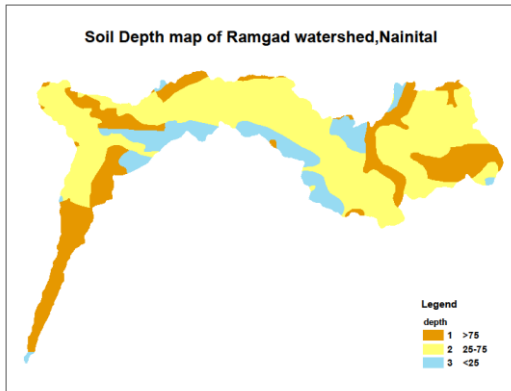 Soil Depth map of Ramgad watershed,Nainital
Legend
depth
1 >75
2 25-75
3 <25